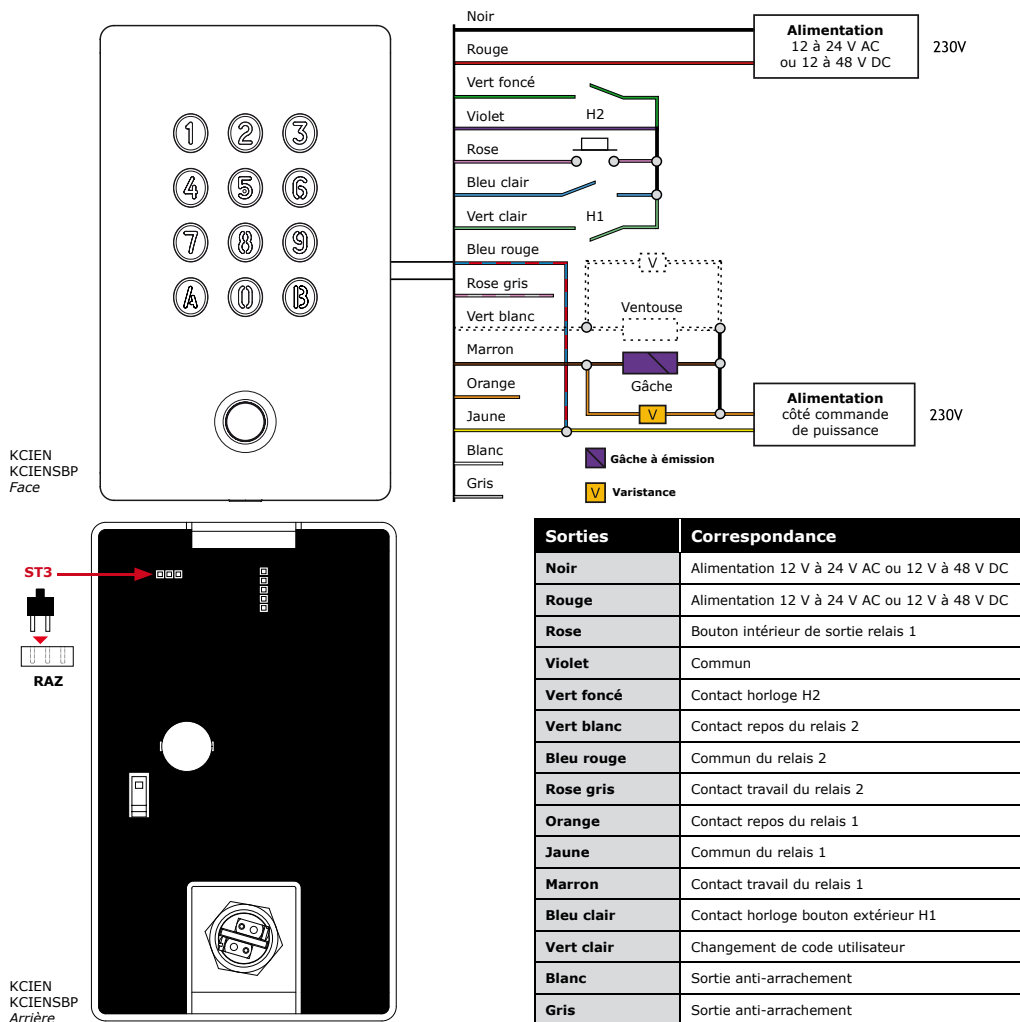 1
2
3
4
5
6
7
8
9
A
0
B
KCIEN
KCIENSBP
Face
Noir
Rouge
Vert foncé
Violet
H2
Rose
Bleu clair
Vert clair
H1
Bleu rouge
V
Rose gris
Ventouse
Vert blanc
Marron
Gâche
Orange
V
Jaune
Blanc
Gris
Alimentation
12 à 24 V AC
ou 12 à 48 V DC
230V
Alimentation
côté commande
de puissance
230V
Gâche à émission
V
Varistance
ST3
RAZ
KCIEN
KCIENSBP
Arrière
Sorties Correspondance
Noir Alimentation 12 V à 24 V AC ou 12 V à 48 V DC
Rouge Alimentation 12 V à 24 V AC ou 12 V à 48 V DC
Rose Bouton intérieur de sortie relais 1
Violet Commun
Vert foncé Contact horloge H2
Vert blanc Contact repos du relais 2
Bleu rouge Commun du relais 2
Rose gris Contact travail du relais 2
Orange Contact repos du relais 1
Jaune Commun du relais 1
Marron Contact travail du relais 1
Bleu clair Contact horloge bouton extérieur H1
Vert clair Changement de code utilisateur
Blanc Sortie anti-arrachement
Gris Sortie anti-arrachement